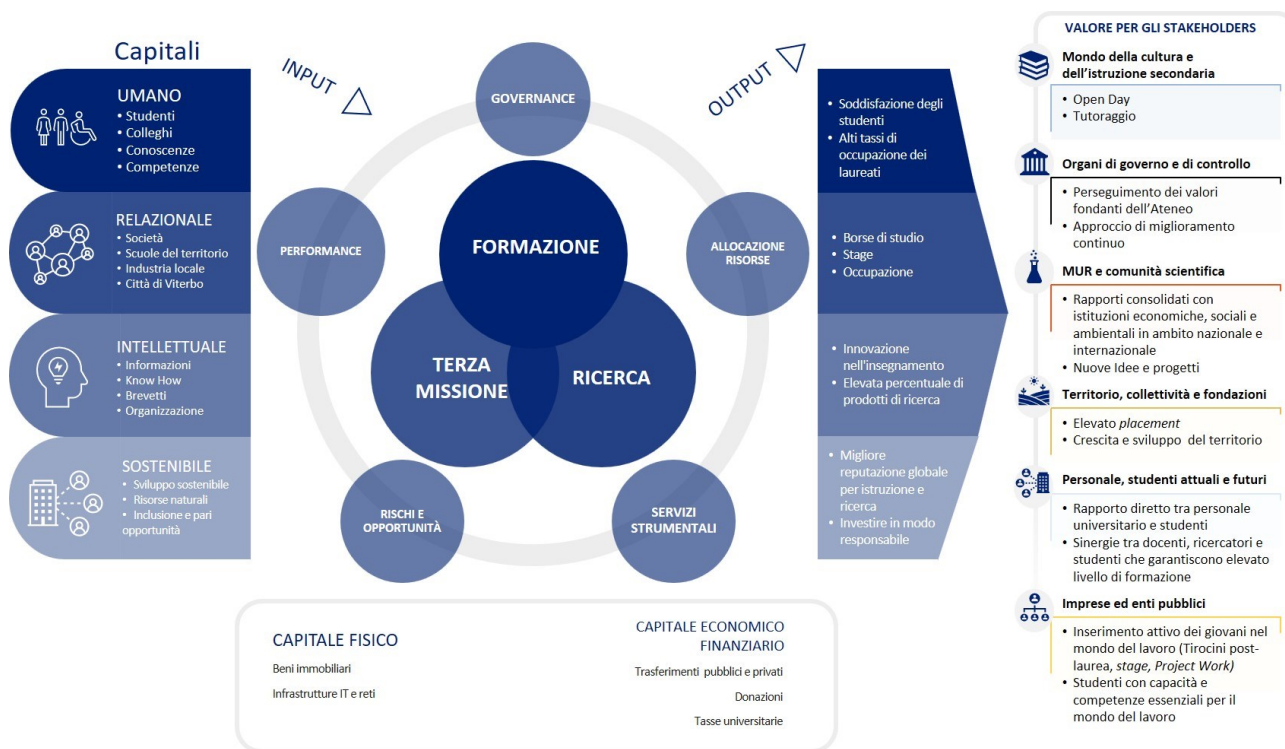 Capitali
UMANO
• Studenti
• Colleghi
• Conoscenze
• Competenze
RELAZIONALE
• Società
• Scuole del territorio
• Industria locale
• Città di Viterbo
INTELLETTUALE
• Informazioni
• Know How
• Brevetti
• Organizzazione
SOSTENIBILE
• Sviluppo sostenibile
• Risorse naturali
• Inclusione e pari
opportunità
INPUT
OUTPUT
GOVERNANCE
PERFORMANCE
ALLOCAZIONE
RISORSE
FORMAZIONE
TERZA
MISSIONE
RICERCA
RISCHI E
OPPORTUNITÀ
SERVIZI
STRUMENTALI
• Soddisfazione degli
studenti
• Alti tassi di
occupazione dei
laureati
• Borse di studio
• Stage
• Occupazione
• Innovazione
nell'insegnamento
• Elevata percentuale di
prodotti di ricerca
• Migliore
reputazione globale
per istruzione e
ricerca
• Investire in modo
responsabile
CAPITALE FISICO
Beni immobiliari
Infrastrutture IT e reti
CAPITALE ECONOMICO
FINANZIARIO
Trasferimenti pubblici e privati
Donazioni
Tasse universitarie
VALORE PER GLI STAKEHOLDERS
Mondo della cultura e
dell'istruzione secondaria
• Open Day
• Tutoraggio
Organi di governo e di controllo
• Perseguimento dei valori
fondanti dell'Ateneo
• Approccio di miglioramento
continuo
MUR e comunità scientifica
• Rapporti consolidati con
istituzioni economiche, sociali e
ambientali in ambito nazionale e
internazionale
• Nuove Idee e progetti
Territorio, collettività e fondazioni
• Elevato placement
• Crescita e sviluppo del territorio
Personale, studenti attuali e futuri
• Rapporto diretto tra personale
universitario e studenti
• Sinergie tra docenti, ricercatori e
studenti che garantiscono elevato
livello di formazione
Imprese ed enti pubblici
• Inserimento attivo dei giovani nel
mondo del lavoro (Tirocini post-
laurea, stage, Project Work)
• Studenti con capacità e
competenze essenziali per il
mondo del lavoro